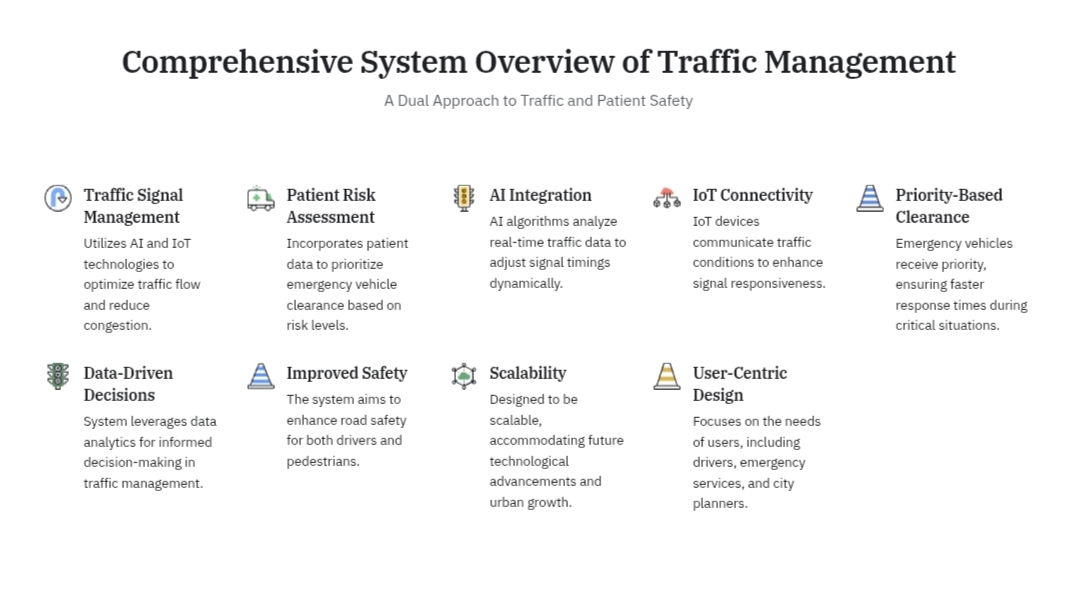 Comprehensive System Overview of Traffic Management
A Dual Approach to Traffic and Patient Safety
Traffic Signal
Management
Utilizes AI and IoT
technologies to
optimize traffic flow
and reduce
congestion.
Patient Risk
Assessment
Incorporates patient
data to prioritize
emergency vehicle
clearance based on
risk levels.
AI Integration
AI algorithms analyze
real-time traffic data to
adjust signal timings
dynamically.
IoT Connectivity
IoT devices
communicate traffic
conditions to enhance
signal responsiveness.
Priority-Based
Clearance
Emergency vehicles
receive priority,
ensuring faster
response times during
critical situations.
Data-Driven
Decisions
System leverages data
analytics for informed
decision-making in
traffic management.
Improved Safety
The system aims to
enhance road safety
for both drivers and
pedestrians.
Scalability
Designed to be
scalable,
accommodating future
technological
advancements and
urban growth.
User-Centric
Design
Focuses on the needs
of users, including
drivers, emergency
services, and city
planners.